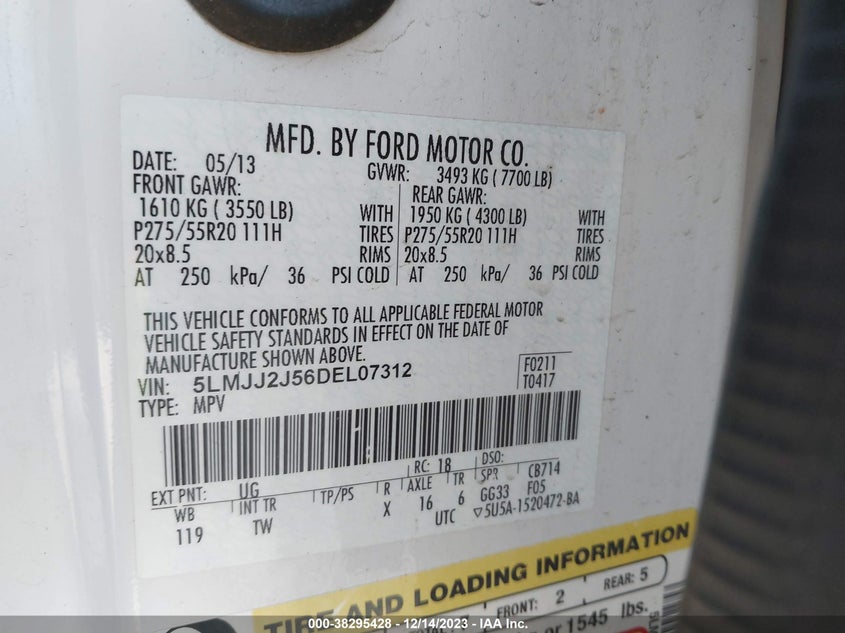 MFD. BY FORD MOTOR CO.
DATE: 05/13 GVWR: 3493 KG ( 7700 LB)
FRONT GAWR: REAR GAWR:
1610 KG ( 3550 LB) WITH 1950 KG ( 4300 LB) WITH
P275/55R20 111H TIRES P275/55R20 111H TIRES
20x8.5 RIMS 20x8.5 RIMS
AT 250 kPa/ 36 PSI COLD AT 250 kPa/ 36 PSI COLD
THIS VEHICLE CONFORMS TO ALL APPLICABLE FEDERAL MOTOR
VEHICLE SAFETY STANDARDS IN EFFECT ON THE DATE OF
MANUFACTURE SHOWN ABOVE.
VIN: 5LMJJ2J56DEL07312 F0211
TYPE: MPV T0417
EXT PNT: UG RC: 18 DSO:
WB INT TR TP/PS R AXLE TR SPR CB714
119 TW X 16 6 GG33 F05
UTC ▽5U5A-1520472-BA
TIRE AND LOADING INFORMATION
FRONT: 2 REAR: 5
or 1545 lbs.
000-38295428 - 12/14/2023 - IAA Inc.